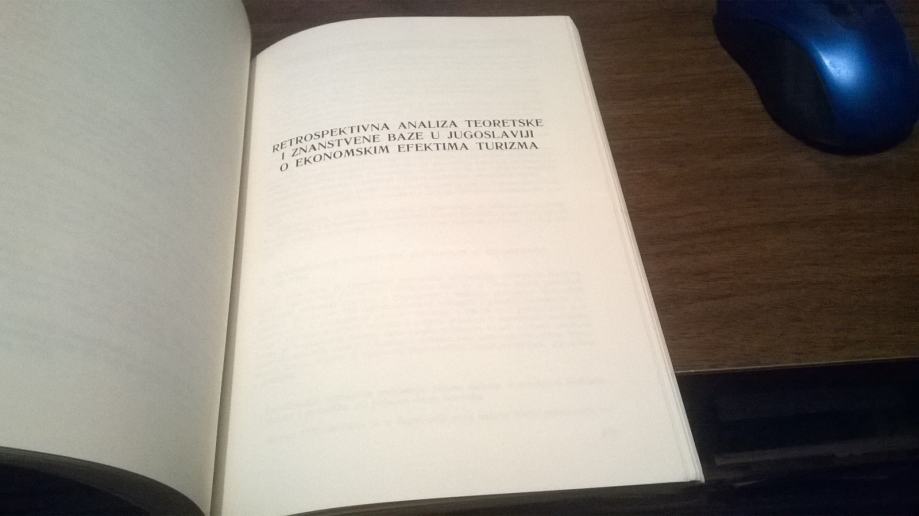 RETROSPEKTIVNA ANALIZA TEORETSKE
I ZNANSTVENE BAZE U JUGOSLAVIJI
O EKONOMSKIM EFEKTIMA TURIZMA